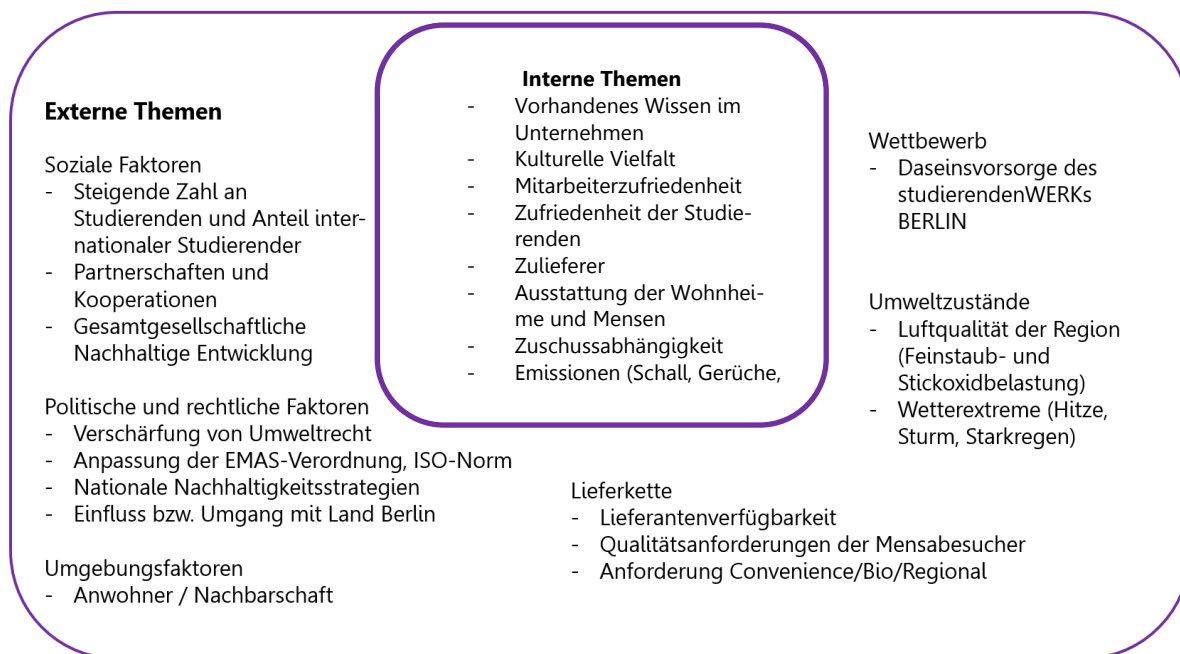 Externe Themen
Soziale Faktoren
- Steigende Zahl an
Studierenden und Anteil inter-
nationaler Studierender
- Partnerschaften und
Kooperationen
- Gesamtgesellschaftliche
Nachhaltige Entwicklung
Politische und rechtliche Faktoren
- Verschärfung von Umweltrecht
- Anpassung der EMAS-Verordnung, ISO-Norm
- Nationale Nachhaltigkeitsstrategien
- Einfluss bzw. Umgang mit Land Berlin
Umgebungsfaktoren
- Anwohner / Nachbarschaft
Interne Themen
- Vorhandenes Wissen im
Unternehmen
- Kulturelle Vielfalt
- Mitarbeiterzufriedenheit
- Zufriedenheit der Studie-
renden
- Zulieferer
- Ausstattung der Wohnhei-
me und Mensen
- Zuschussabhängigkeit
- Emissionen (Schall, Gerüche,
Wettbewerb
- Daseinsvorsorge des
studierendenWERKs
BERLIN
Umweltzustände
- Luftqualität der Region
(Feinstaub- und
Stickoxidbelastung)
- Wetterextreme (Hitze,
Sturm, Starkregen)
Lieferkette
- Lieferantenverfügbarkeit
- Qualitätsanforderungen der Mensabesucher
- Anforderung Convenience/Bio/Regional